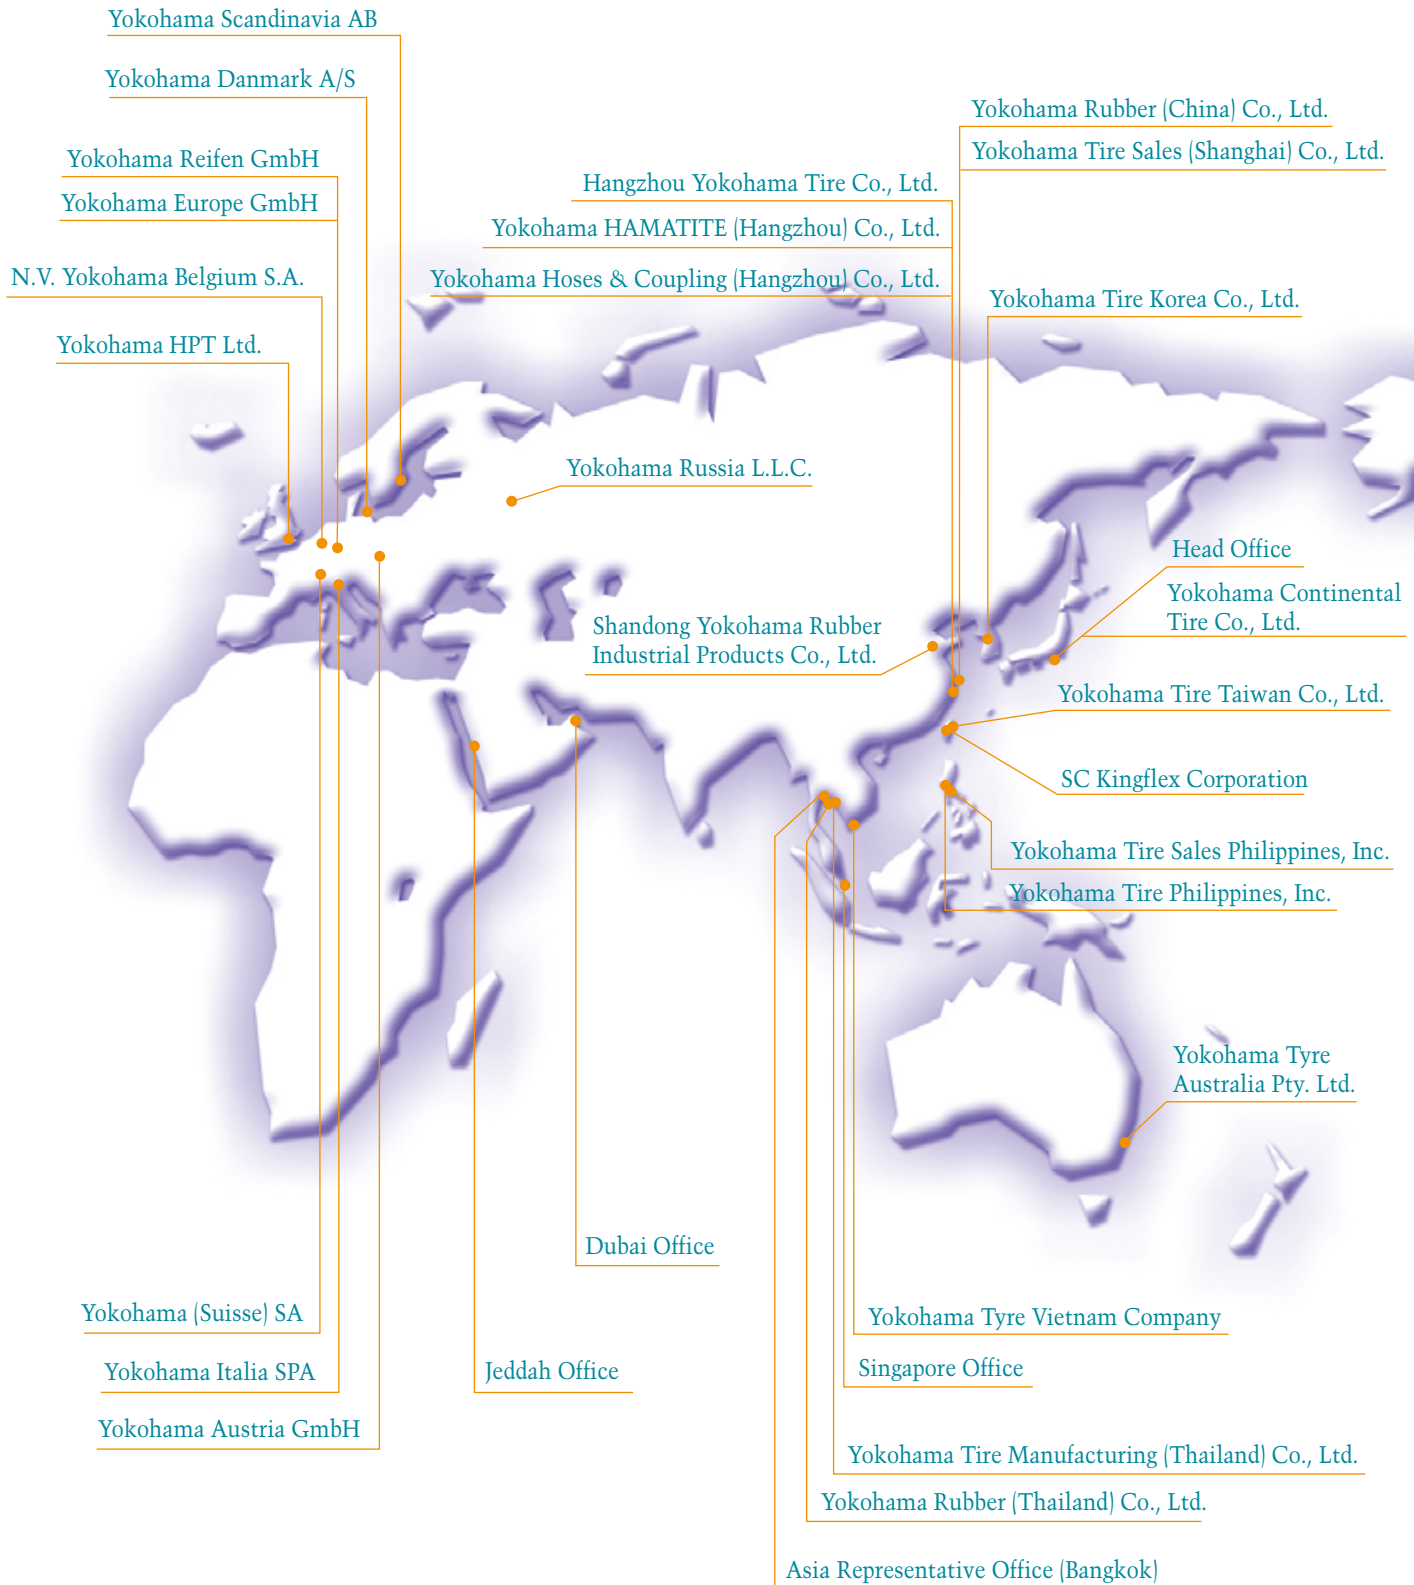 Yokohama Scandinavia AB
Yokohama Danmark A/S
Yokohama Reifen GmbH
Yokohama Europe GmbH
N.V. Yokohama Belgium S.A.
Yokohama HPT Ltd.
Yokohama Rubber (China) Co., Ltd.
Yokohama Tire Sales (Shanghai) Co., Ltd.
Hangzhou Yokohama Tire Co., Ltd.
Yokohama HAMATITE (Hangzhou) Co., Ltd.
Yokohama Hoses & Coupling (Hangzhou) Co., Ltd.
Yokohama Tire Korea Co., Ltd.
Yokohama Russia L.L.C.
Head Office
Yokohama Continental
Tire Co., Ltd.
Shandong Yokohama Rubber
Industrial Products Co., Ltd.
Yokohama Tire Taiwan Co., Ltd.
SC Kingflex Corporation
Yokohama Tire Sales Philippines, Inc.
Yokohama Tire Philippines, Inc.
Yokohama Tyre
Australia Pty. Ltd.
Dubai Office
Yokohama (Suisse) SA
Yokohama Italia SPA
Yokohama Austria GmbH
Jeddah Office
Yokohama Tyre Vietnam Company
Singapore Office
Yokohama Tire Manufacturing (Thailand) Co., Ltd.
Yokohama Rubber (Thailand) Co., Ltd.
Asia Representative Office (Bangkok)